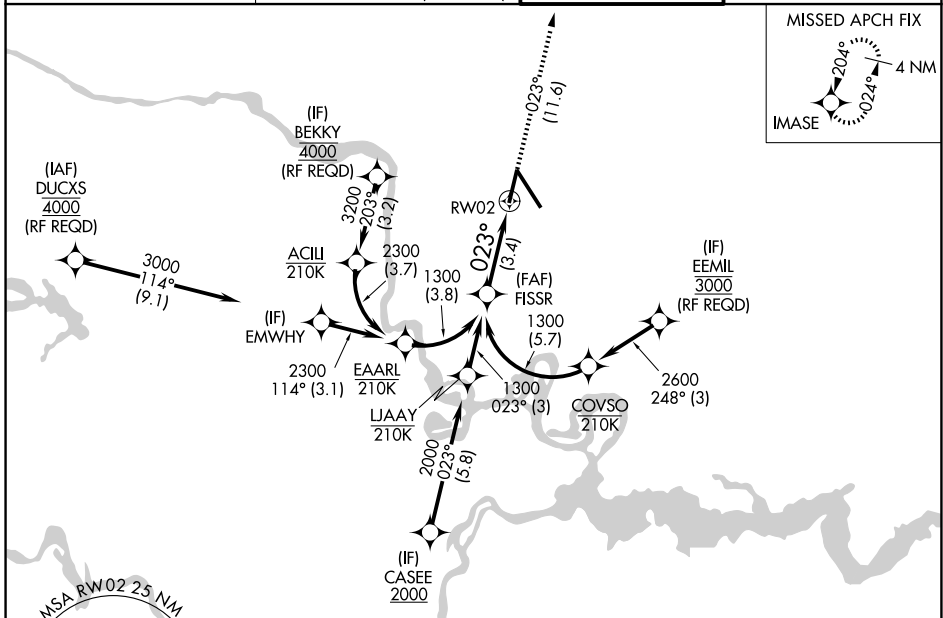 MISSED APCH FIX
204°
024°
4 NM
IMASE
023°
(11.6)
(IF)
BEKKY
4000
(RF REQD)
(IAF)
DUCXS
4000
(RF REQD)
3000
114°
(9.1)
3200
203°
(3.2)
ACILI
210K
2300
(3.7)
RW02
023°
(3.4)
1300
(3.8)
(FAF)
FISSR
(IF)
EEMIL
3000
(RF REQD)
1300
(5.7)
(IF)
EMWHY
2300
114° (3.1)
EAARL
210K
1300
023° (3)
2600
248° (3)
COVSO
210K
LJAAY
210K
2000
023°
(5.8)
(IF)
CASEE
2000
MSA RW02 25 NM